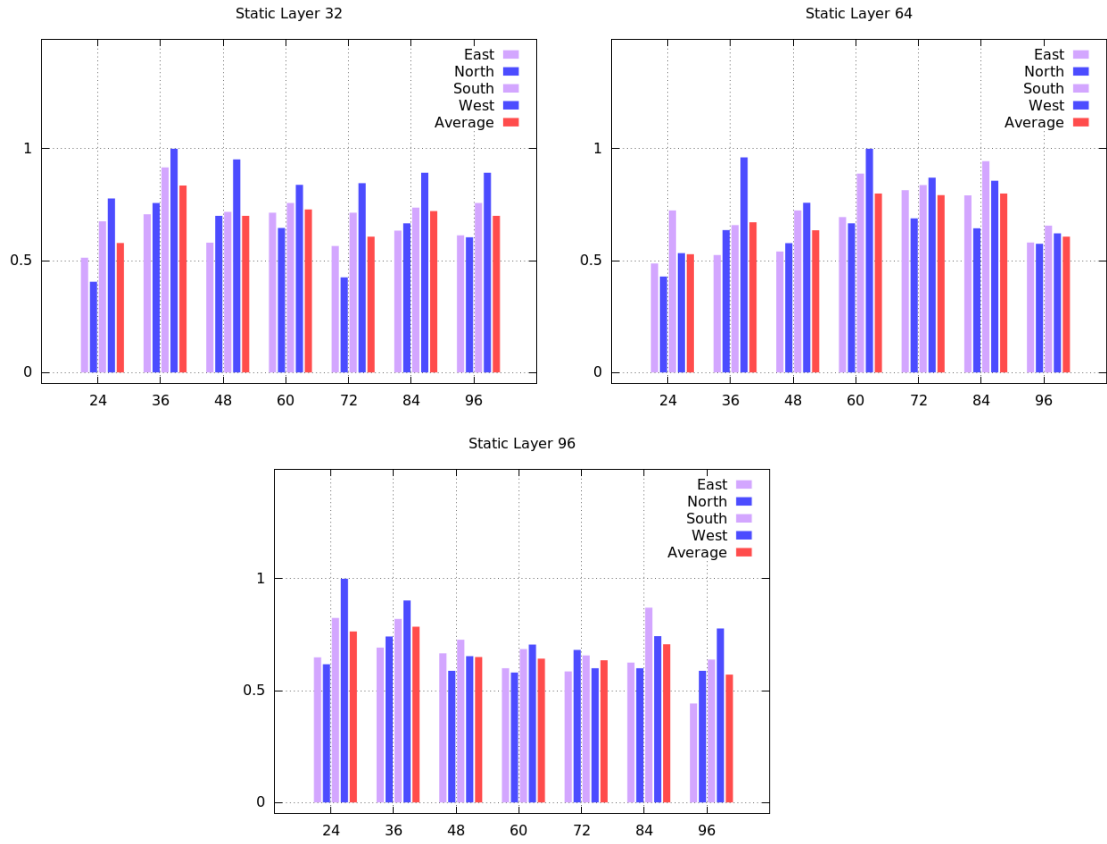 Static Layer 32
East
North
South
West
Average
1
0.5
0
24 36 48 60 72 84 96
Static Layer 64
East
North
South
West
Average
1
0.5
0
24 36 48 60 72 84 96
Static Layer 96
East
North
South
West
Average
1
0.5
0
24 36 48 60 72 84 96